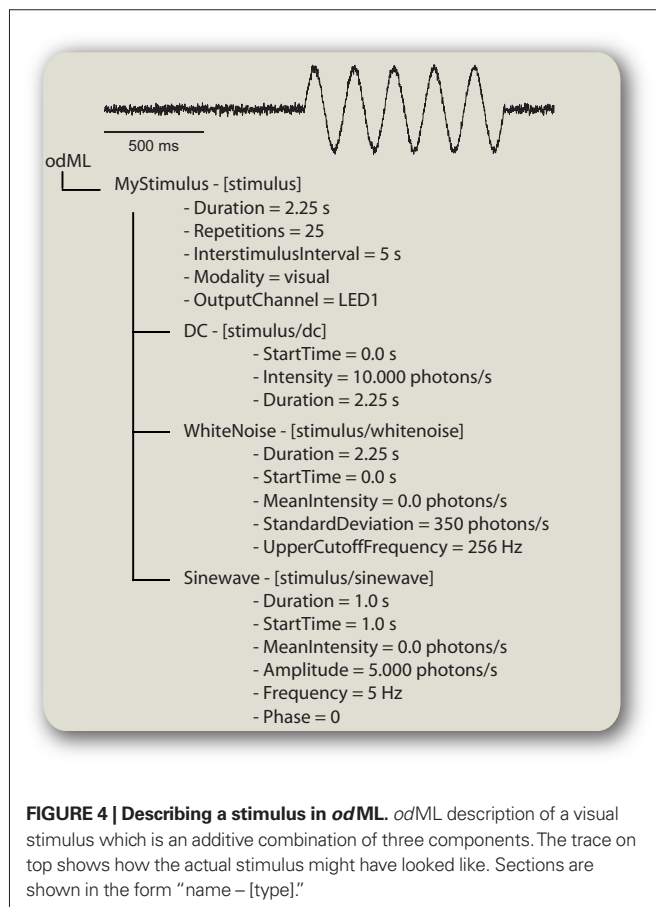 500 ms
odML
MyStimulus - [stimulus]
- Duration = 2.25 s
- Repetitions = 25
- InterstimulusInterval = 5 s
- Modality = visual
- OutputChannel = LED1
DC - [stimulus/dc]
- StartTime = 0.0 s
- Intensity = 10.000 photons/s
- Duration = 2.25 s
WhiteNoise - [stimulus/whitenoise]
- Duration = 2.25 s
- StartTime = 0.0 s
- MeanIntensity = 0.0 photons/s
- StandardDeviation = 350 photons/s
- UpperCutoffFrequency = 256 Hz
Sinewave - [stimulus/sinewave]
- Duration = 1.0 s
- StartTime = 1.0 s
- MeanIntensity = 0.0 photons/s
- Amplitude = 5.000 photons/s
- Frequency = 5 Hz
- Phase = 0
FIGURE 4 | Describing a stimulus in odML. odML description of a visual
stimulus which is an additive combination of three components. The trace on
top shows how the actual stimulus might have looked like. Sections are
shown in the form “name – [type].”